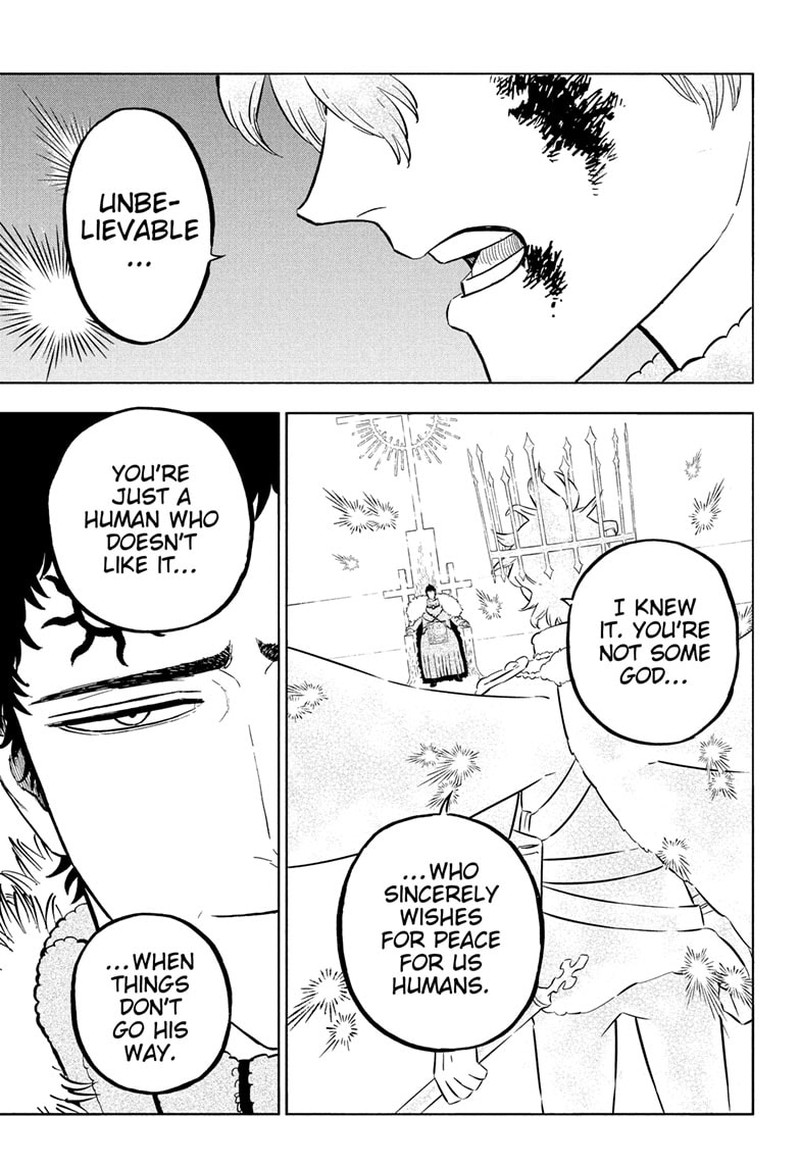 UNBE-
LIEVABLE
...
I KNEW
IT. YOU'RE
NOT SOME
GOD...
...WHO
SINCERELY
WISHES
FOR PEACE
FOR US
HUMANS.
YOU'RE
JUST A
HUMAN WHO
DOESN'T
LIKE IT...
...WHEN
THINGS
DON'T
GO HIS
WAY.